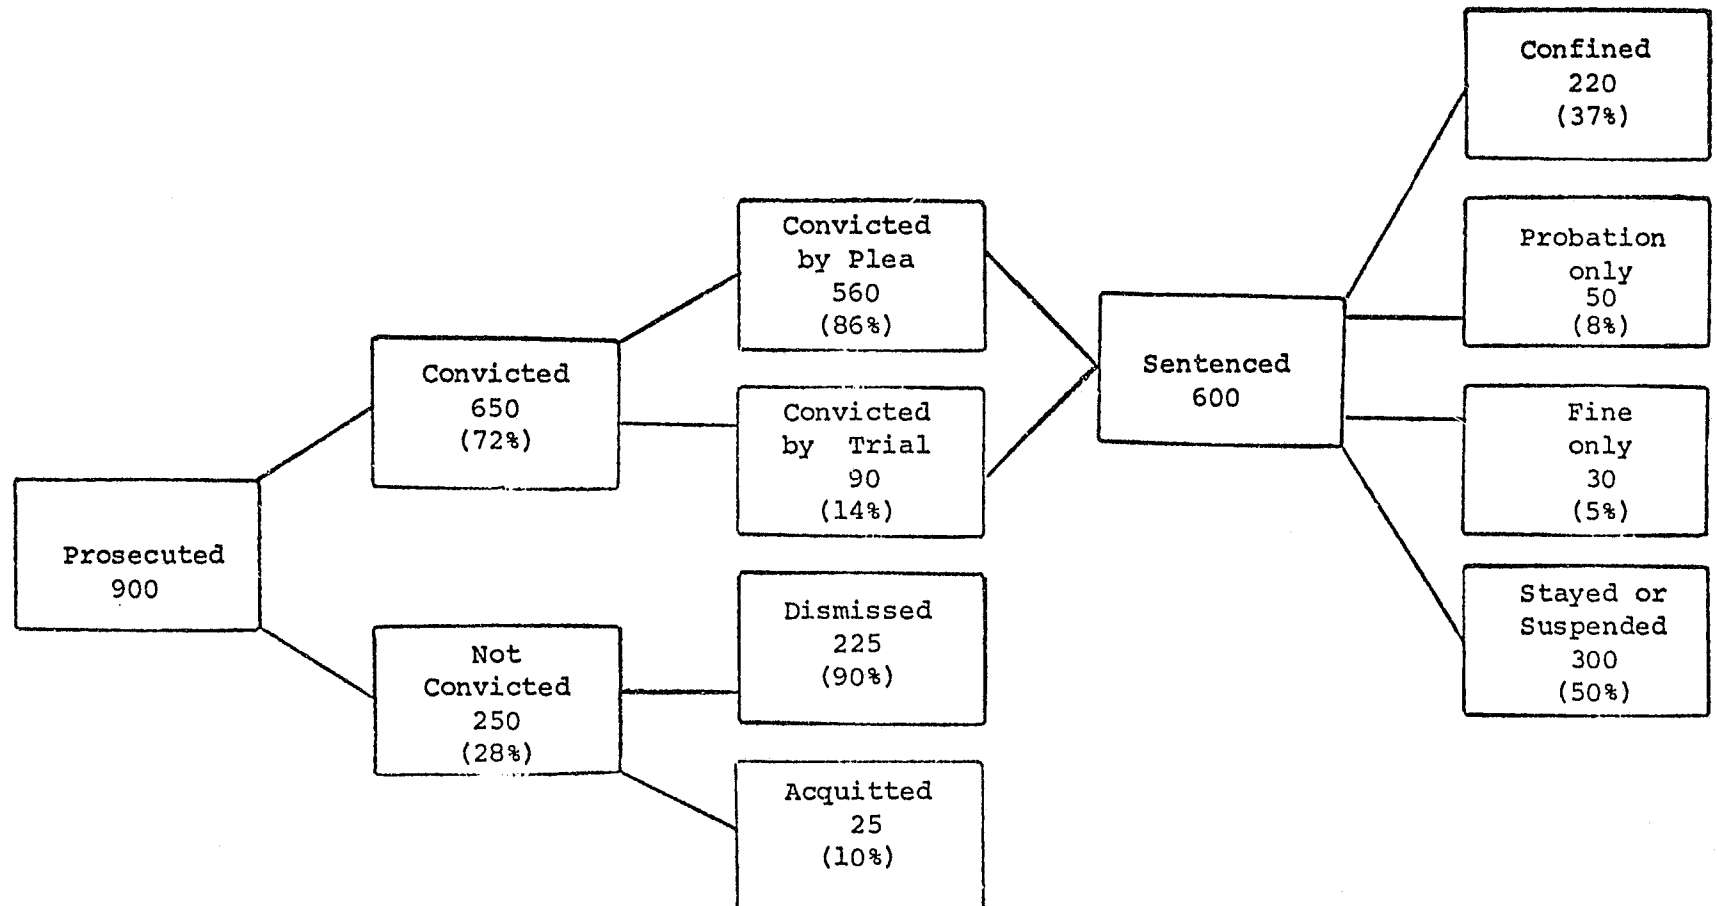 Prosecuted
900
Convicted
650
(72%)
Not
Convicted
250
(28%)
Convicted
by Plea
560
(86%)
Convicted
by Trial
90
(14%)
Dismissed
225
(90%)
Acquitted
25
(10%)
Sentenced
600
Confined
220
(37%)
Probation
only
50
(8%)
Fine
only
30
(5%)
Stayed or
Suspended
300
(50%)